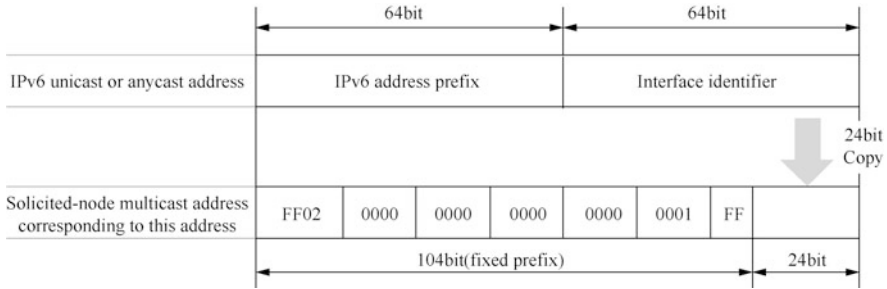 64bit 64bit
IPv6 unicast or anycast address IPv6 address prefix Interface identifier
24bit
Copy
Solicited-node multicast address
corresponding to this address
FF02 0000 0000 0000 0000 0001 FF
104bit(fixed prefix) 24bit